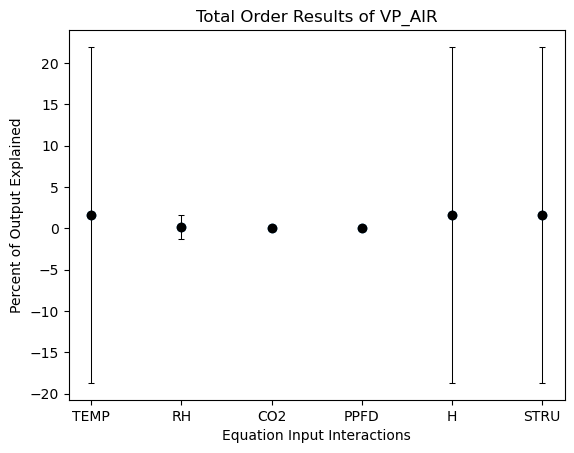 Total Order Results of VP_AIR
Percent of Output Explained
20
15
10
5
0
−5
−10
−15
−20
TEMP RH CO2 PPFD H STRU
Equation Input Interactions